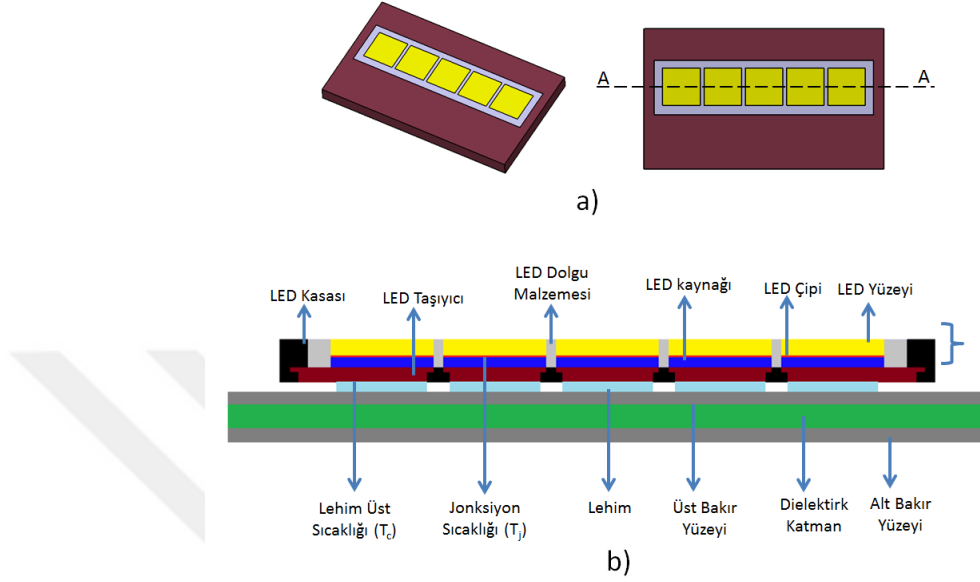 A
A
a)
LED Kasası
LED Taşıyıcı
LED Dolgu
Malzemesi
LED kaynağı
LED Çipi
LED Yüzeyi
Lehim Üst
Sıcaklığı (Tc)
Jonksiyon
Sıcaklığı (Tj)
Lehim
Üst Bakır
Yüzeyi
Dielektirk
Katman
Alt Bakır
Yüzeyi
b)